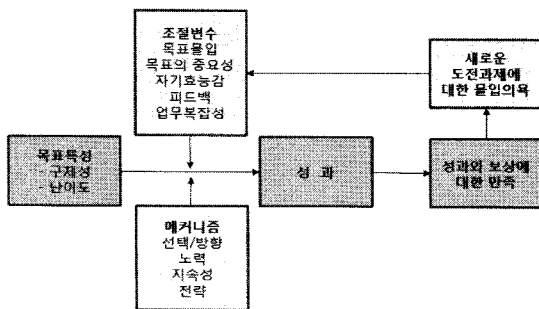 조절변수
목표몰입
목표의 중요성
자기효능감
피드백
업무복잡성
새로운
도전과제에
대한 몰입의욕
목표특성
- 구체성
- 난이도
성 과
성과와 보상에
대한 만족
메커니즘
선택/방향
노력
지속성
전략